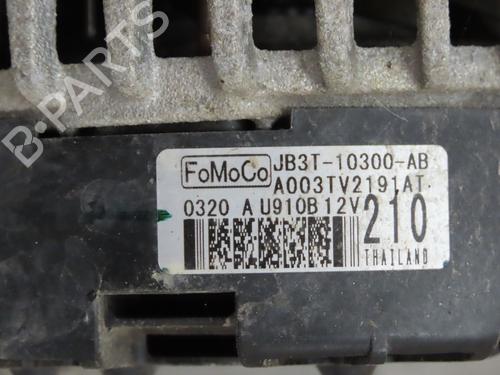 B-PARTS
FoMoCo JB3T-10300-AB
A003TV2191AT
0320 A U910B 12V 210
THAILAND